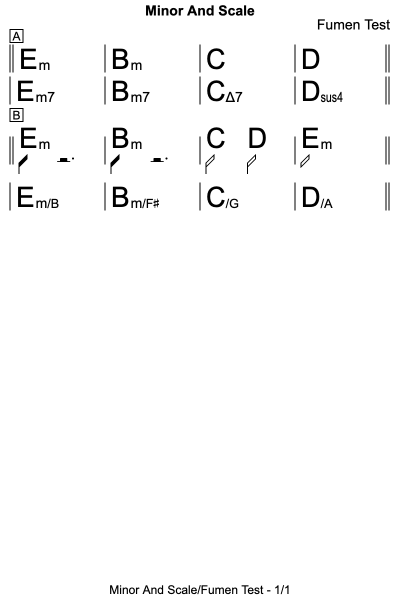 Minor And Scale
Fumen Test
A
Em Bm C D
Em7 Bm7 CΔ7 Dsus4
B
Em Bm C D Em
Em/B Bm/F♯ C/G D/A
Minor And Scale/Fumen Test - 1/1